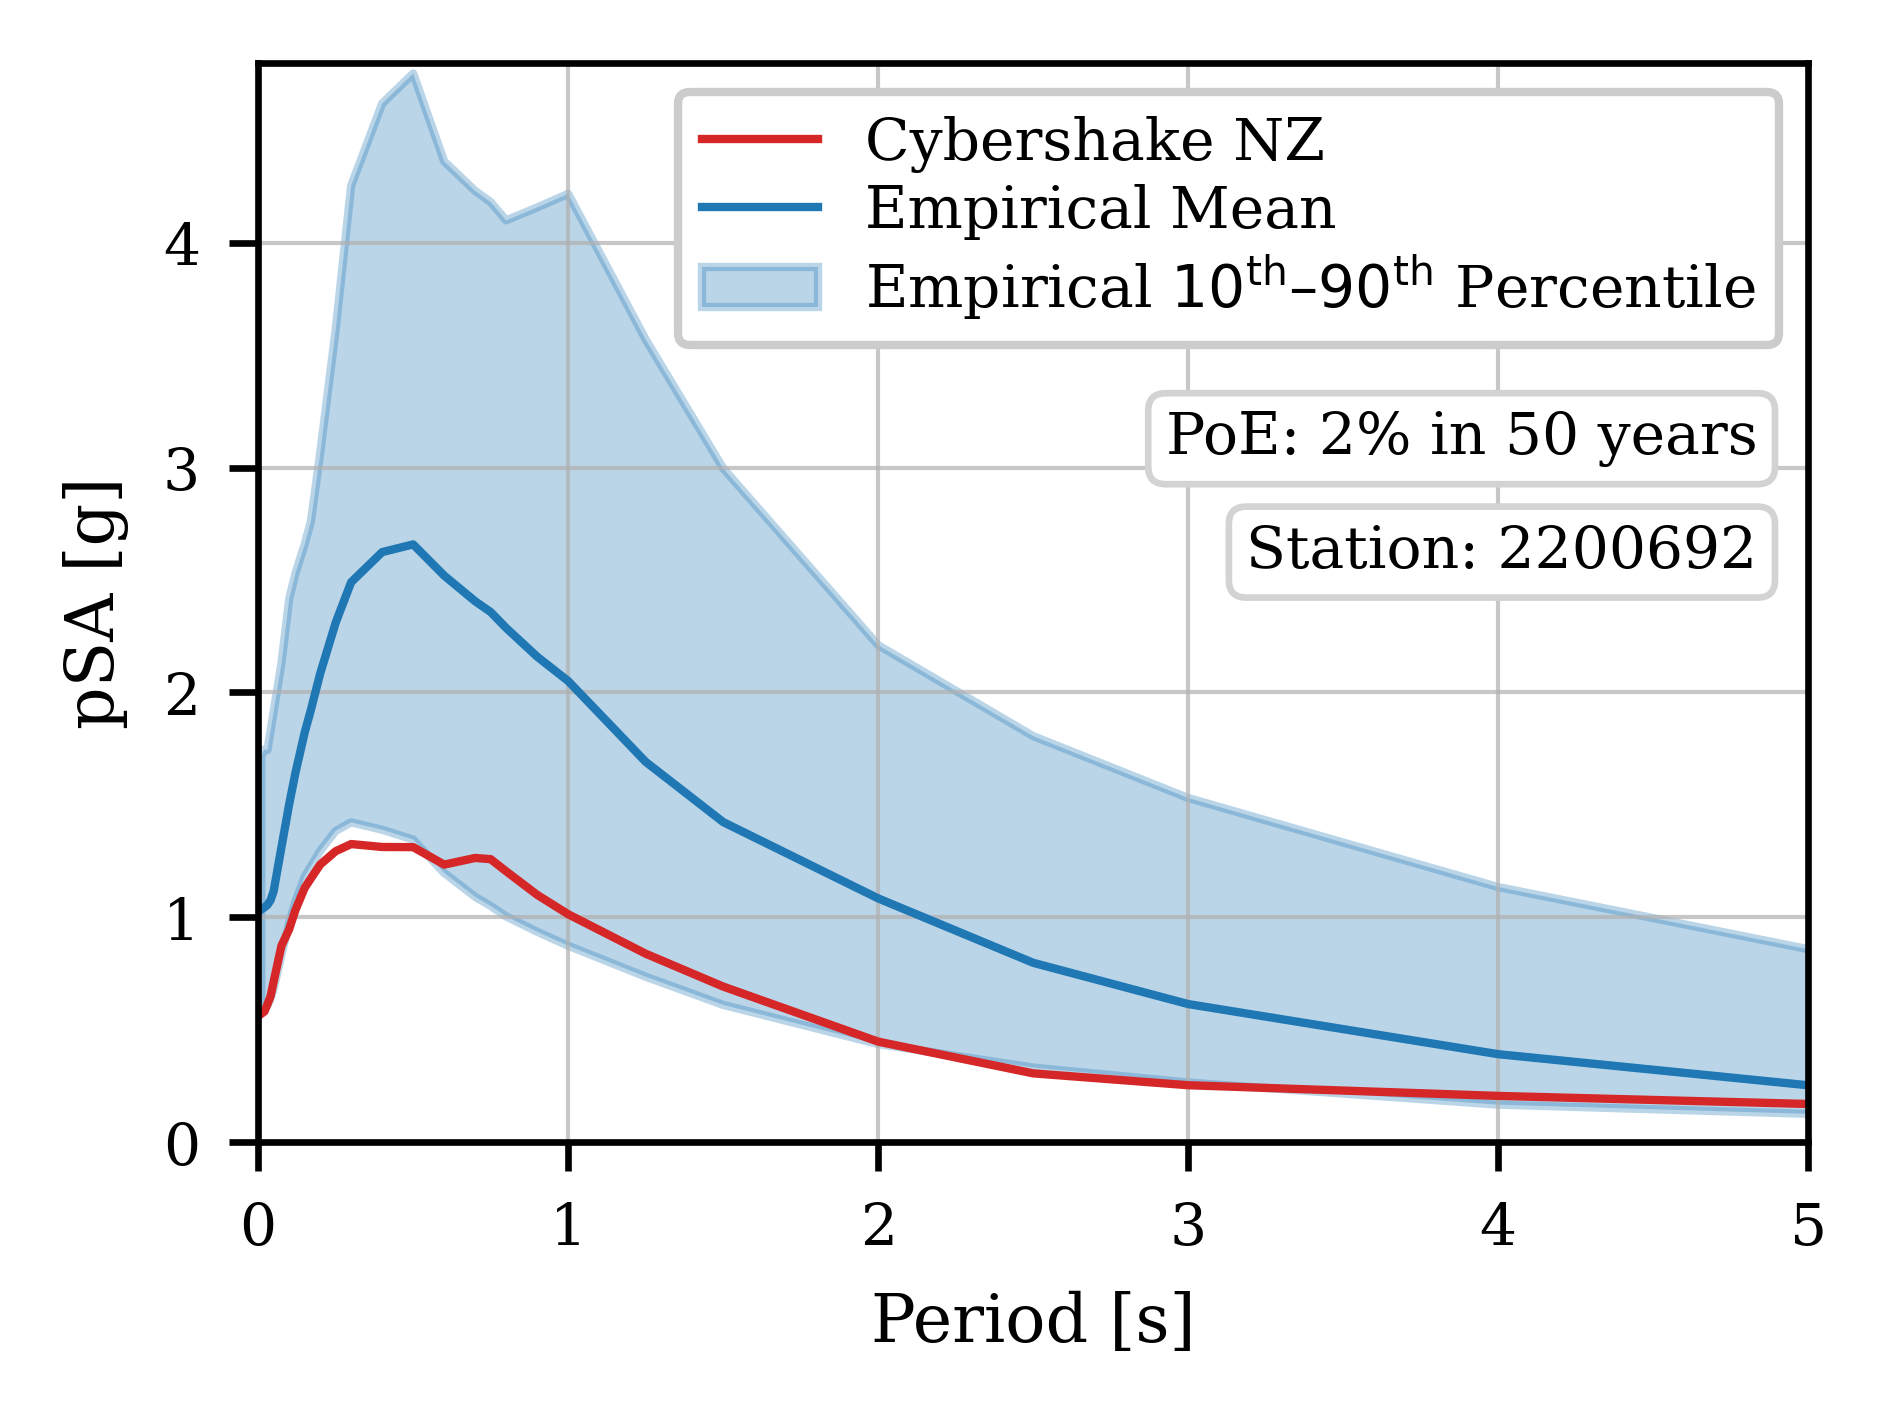 Cybershake NZ
Empirical Mean
Empirical 10th–90th Percentile
PoE: 2% in 50 years
Station: 2200692
pSA [g]
4
3
2
1
0
0 1 2 3 4 5
Period [s]